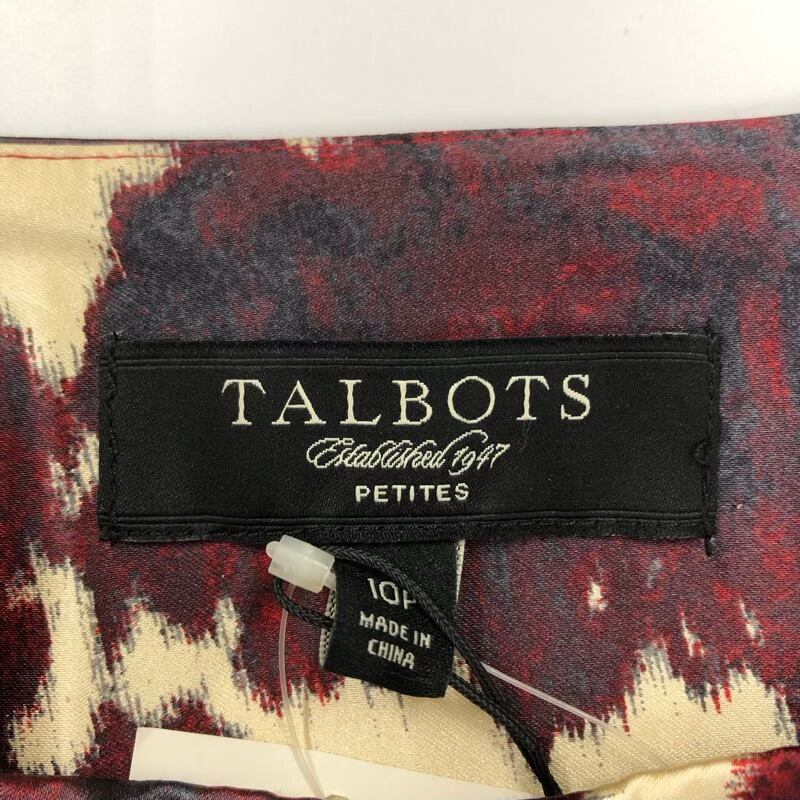 TALBOTS
Established 1947
PETITES
10P
MADE IN
CHINA